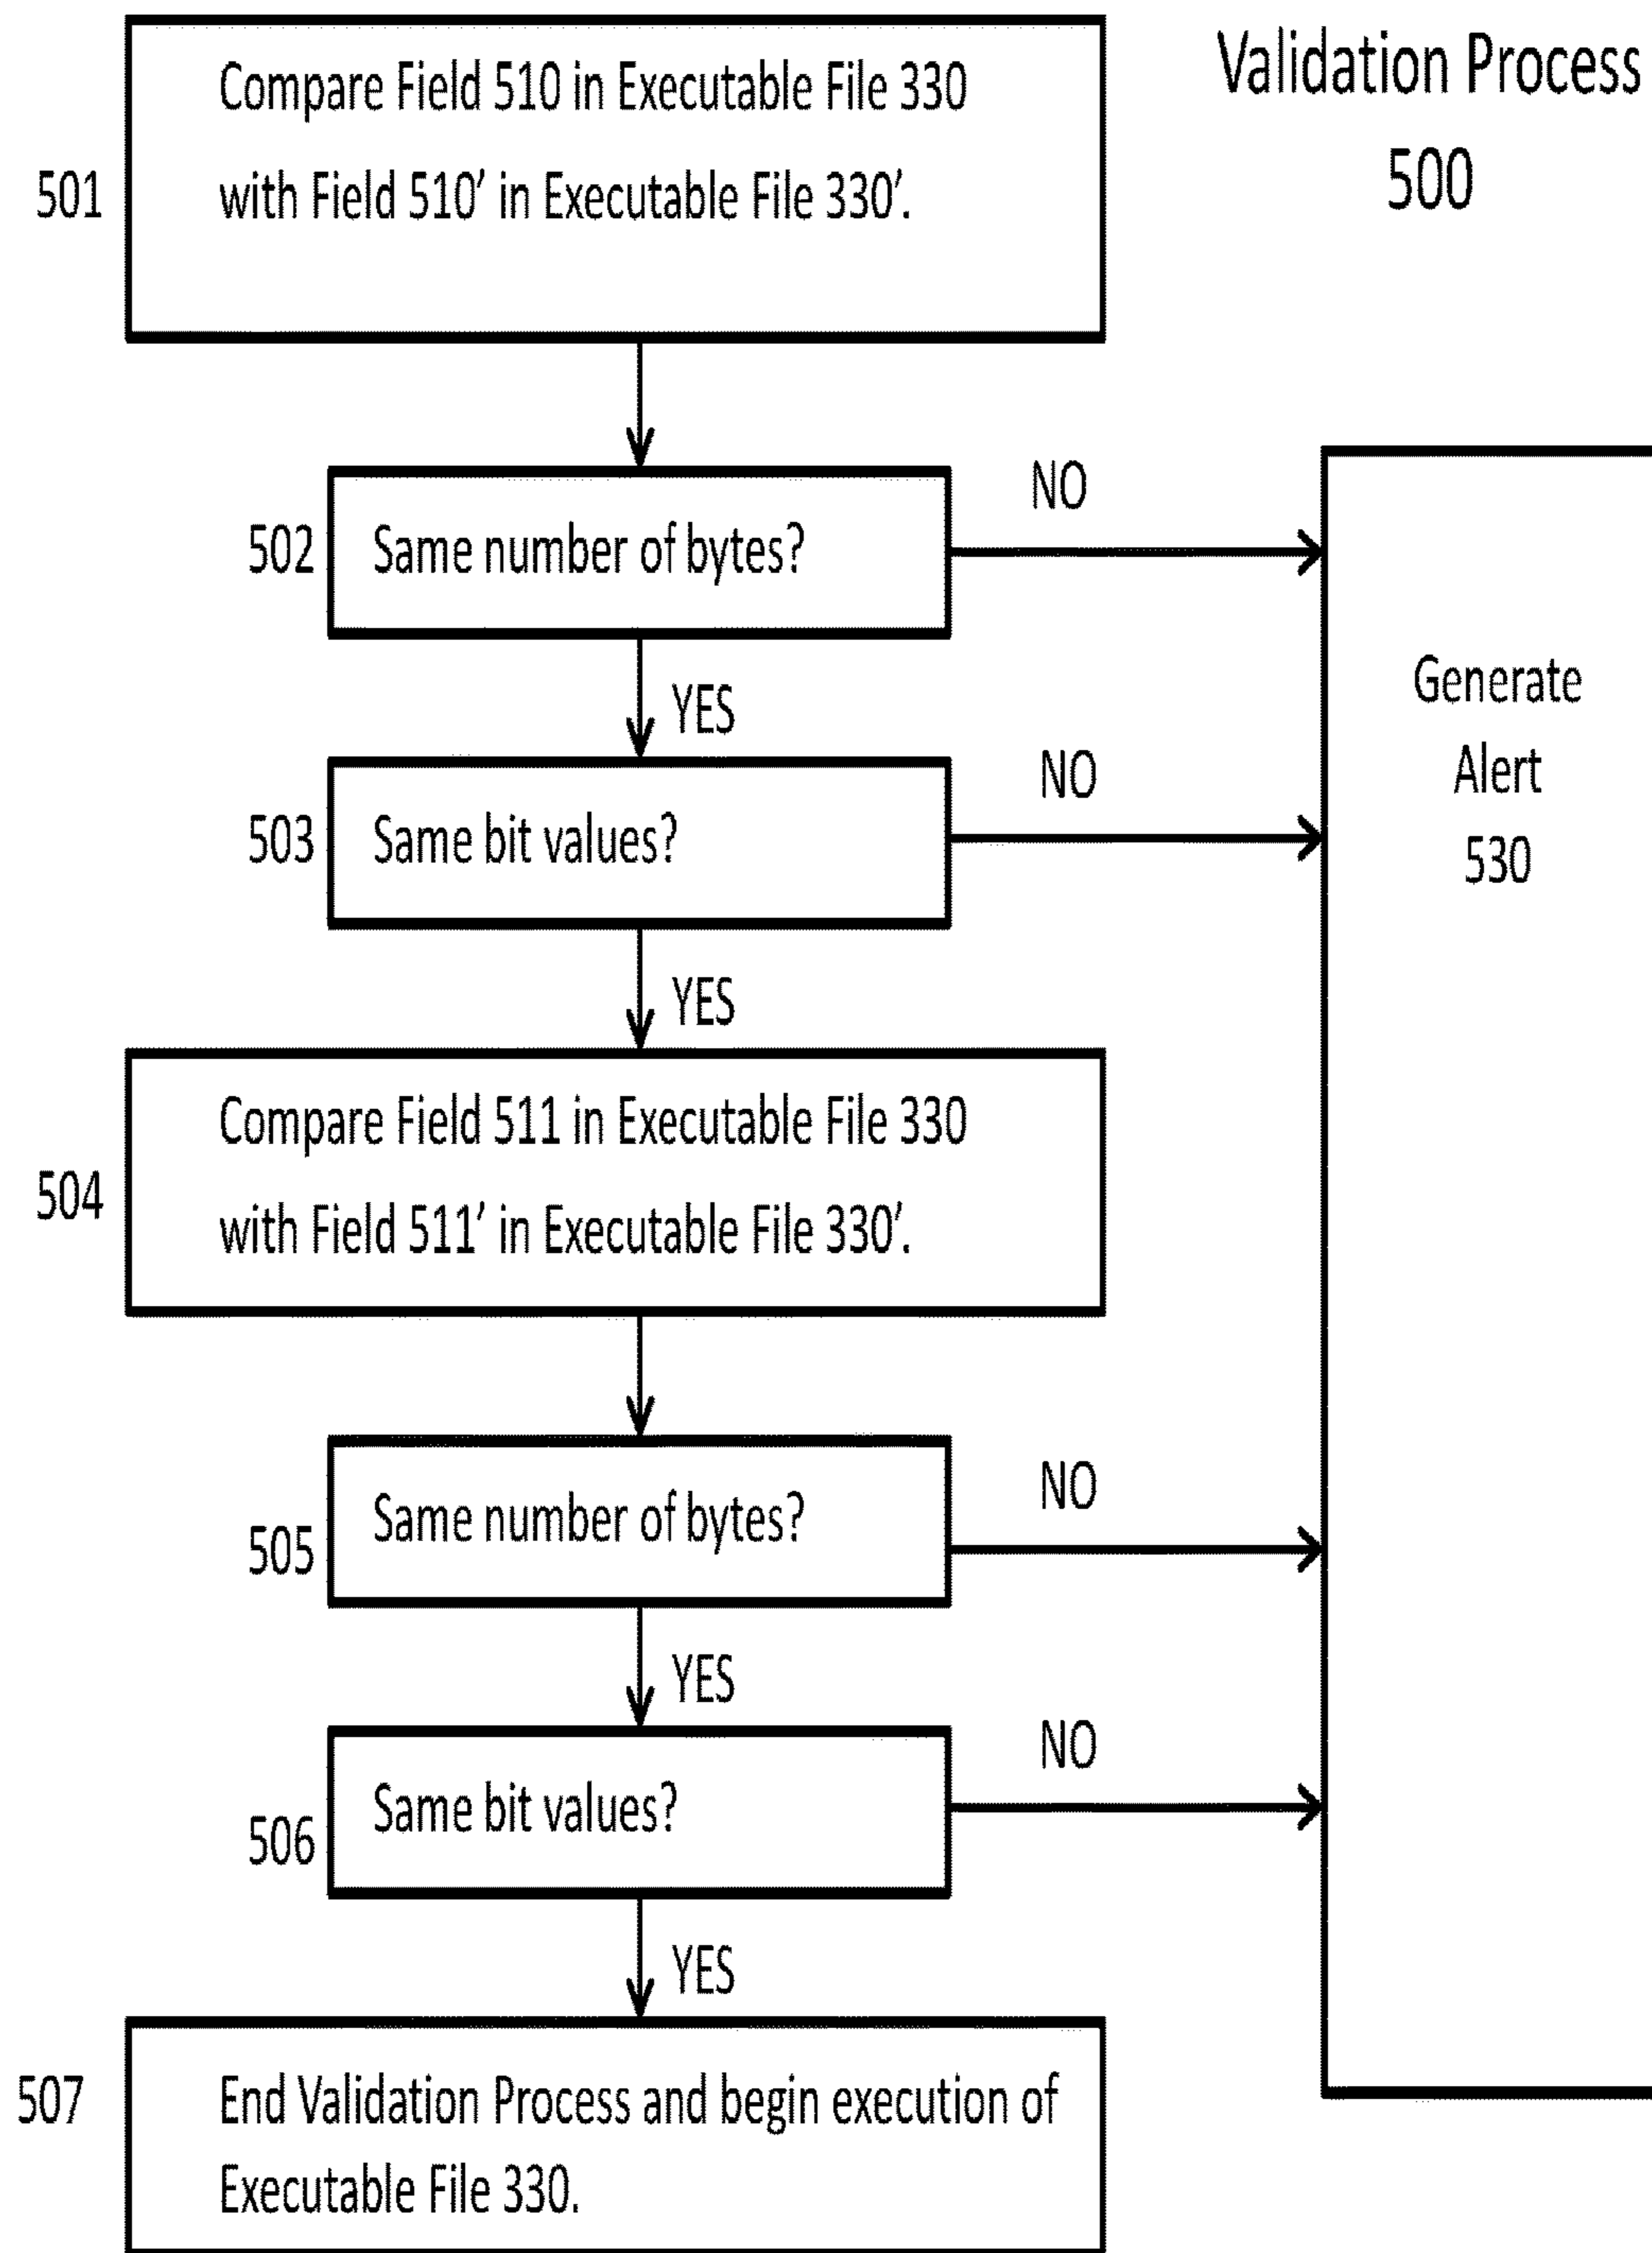 Validation Process
500
501
Compare Field 510 in Executable File 330
with Field 510’ in Executable File 330’.
502
Same number of bytes?
NO
YES
503
Same bit values?
NO
YES
Generate
Alert
530
504
Compare Field 511 in Executable File 330
with Field 511’ in Executable File 330’.
505
Same number of bytes?
NO
YES
506
Same bit values?
NO
YES
507
End Validation Process and begin execution of
Executable File 330.